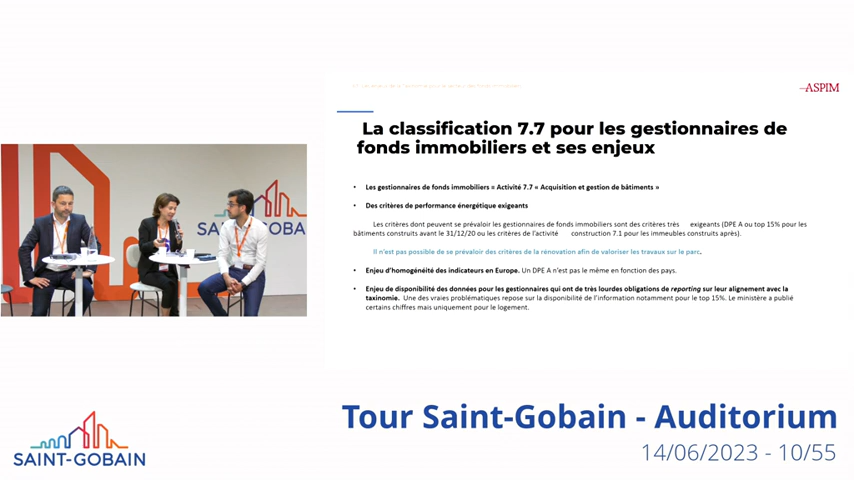 ASPIM
La classification 7.7 pour les gestionnaires de
fonds immobiliers et ses enjeux
• Les gestionnaires de fonds immobiliers = Activité 7.7 « Acquisition et gestion de bâtiments »
• Des critères de performance énergétique exigeants
Les critères dont peuvent se prévaloir les gestionnaires de fonds immobiliers sont des critères très exigeants (DPE A ou top 15% pour les
bâtiments construits avant le 31/12/20 ou les critères de l'activité construction 7.1 pour les immeubles construits après).
Il n'est pas possible de se prévaloir des critères de la rénovation afin de valoriser les travaux sur le parc.
• Enjeu d'homogénéité des indicateurs en Europe. Un DPE A n'est pas le même en fonction des pays.
• Enjeu de disponibilité des données pour les gestionnaires qui ont de très lourdes obligations de reporting sur leur alignement avec la
taxinomie. Une des vraies problématiques repose sur la disponibilité de l'information notamment pour le top 15%. Le ministère a publié
certains chiffres mais uniquement pour le logement.
SAINT-GOBAIN
Tour Saint-Gobain - Auditorium
14/06/2023 - 10/55
SAINT-GOBAIN